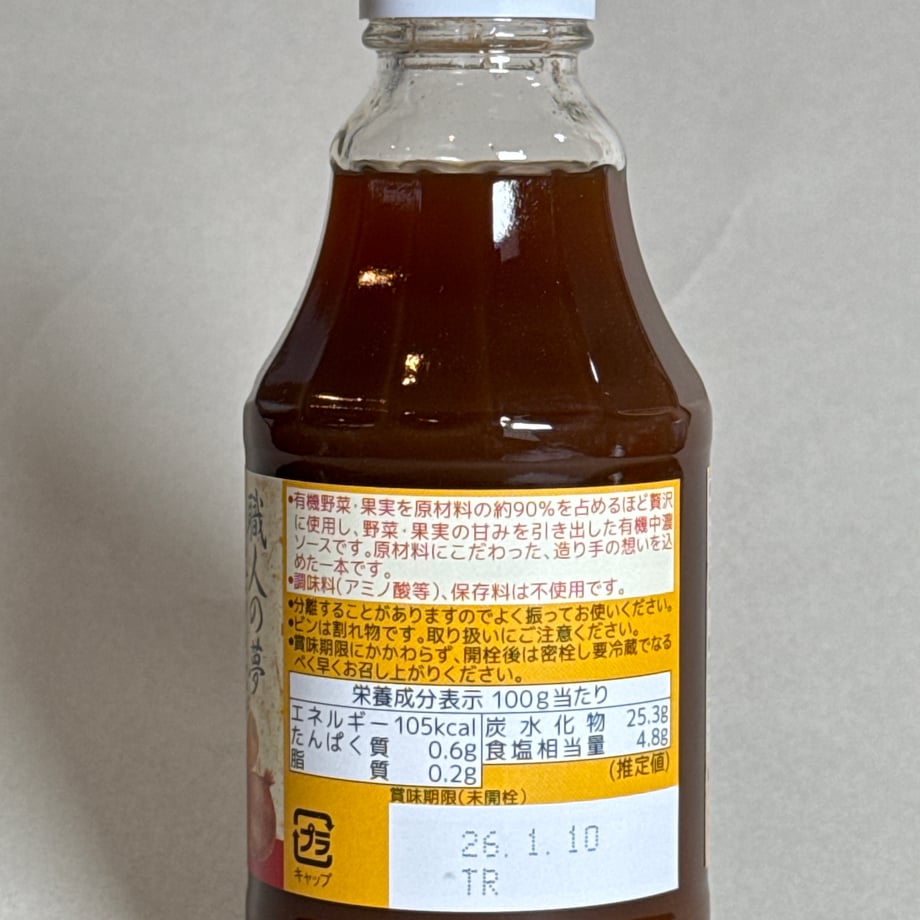 職人の夢
•有機野菜・果実を原材料の約90%を占めるほど贅沢
に使用し、野菜・果実の甘みを引き出した有機中濃
ソースです。原材料にこだわった、造り手の想いを込
めた一本です。
•調味料(アミノ酸等)、保存料は不使用です。
•分離することがありますのでよく振ってお使いください。
•ビンは割れ物です。取り扱いにご注意ください。
•賞味期限にかかわらず、開栓後は密栓し要冷蔵でなる
べく早くお召し上がりください。
栄養成分表示 100g当たり
エネルギー 105kcal
たんぱく質 0.6g
脂質 0.2g
炭水化物 25.3g
食塩相当量 4.8g
(推定値)
賞味期限(未開栓)
26. 1. 10
TR
プラ
キャップ